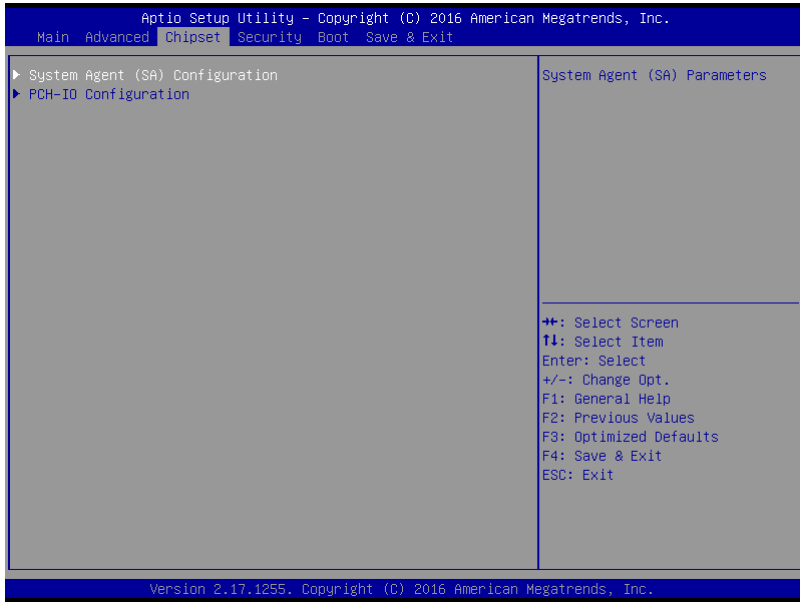 Aptio Setup Utility – Copyright (C) 2016 American Megatrends, Inc.
Main Advanced Chipset Security Boot Save & Exit
▶ System Agent (SA) Configuration
▶ PCH-IO Configuration
System Agent (SA) Parameters
→←: Select Screen
↑↓: Select Item
Enter: Select
+/-: Change Opt.
F1: General Help
F2: Previous Values
F3: Optimized Defaults
F4: Save & Exit
ESC: Exit
Version 2.17.1255. Copyright (C) 2016 American Megatrends, Inc.